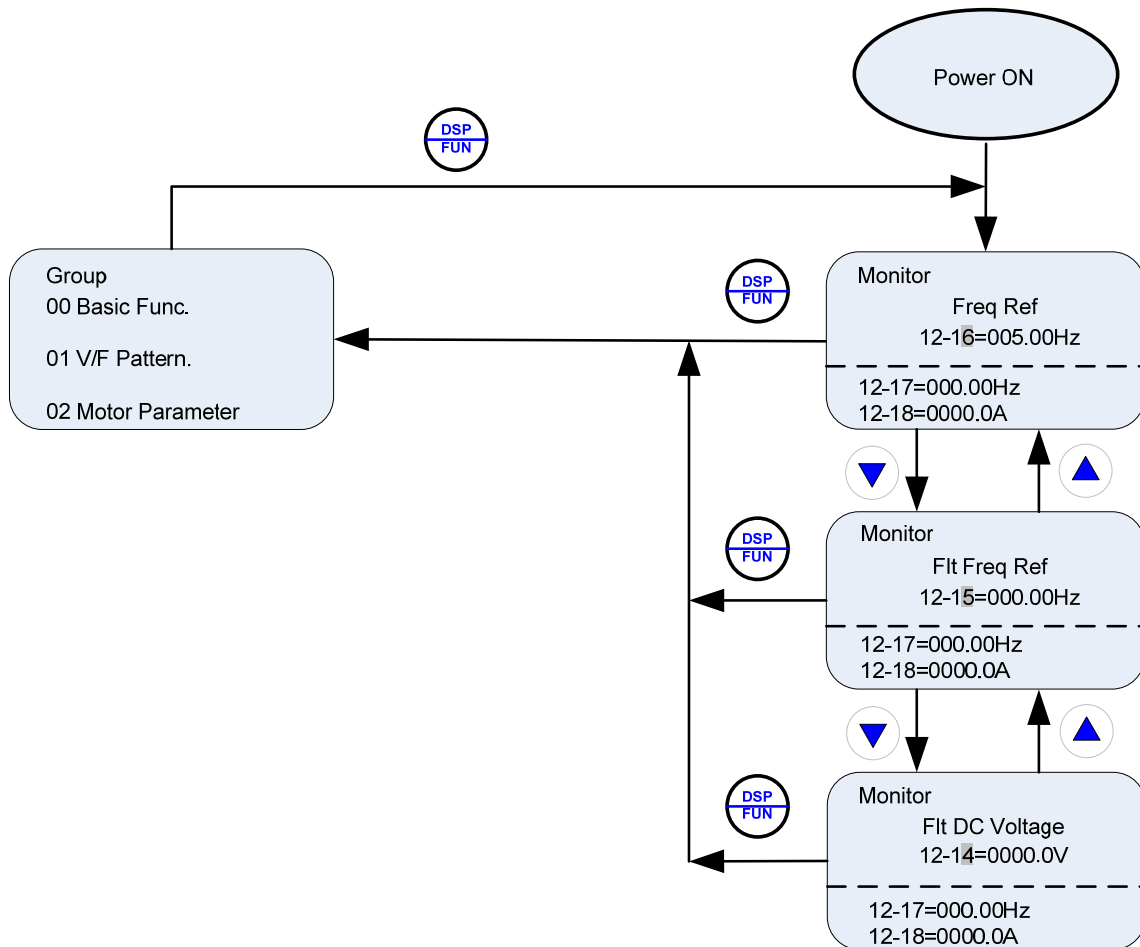 Power ON
DSP
FUN
Group
00 Basic Func.
01 V/F Pattern.
02 Motor Parameter
DSP
FUN
Monitor
Freq Ref
12-16=005.00Hz
12-17=000.00Hz
12-18=0000.0A
DSP
FUN
Monitor
Flt Freq Ref
12-15=000.00Hz
12-17=000.00Hz
12-18=0000.0A
DSP
FUN
Monitor
Flt DC Voltage
12-14=0000.0V
12-17=000.00Hz
12-18=0000.0A